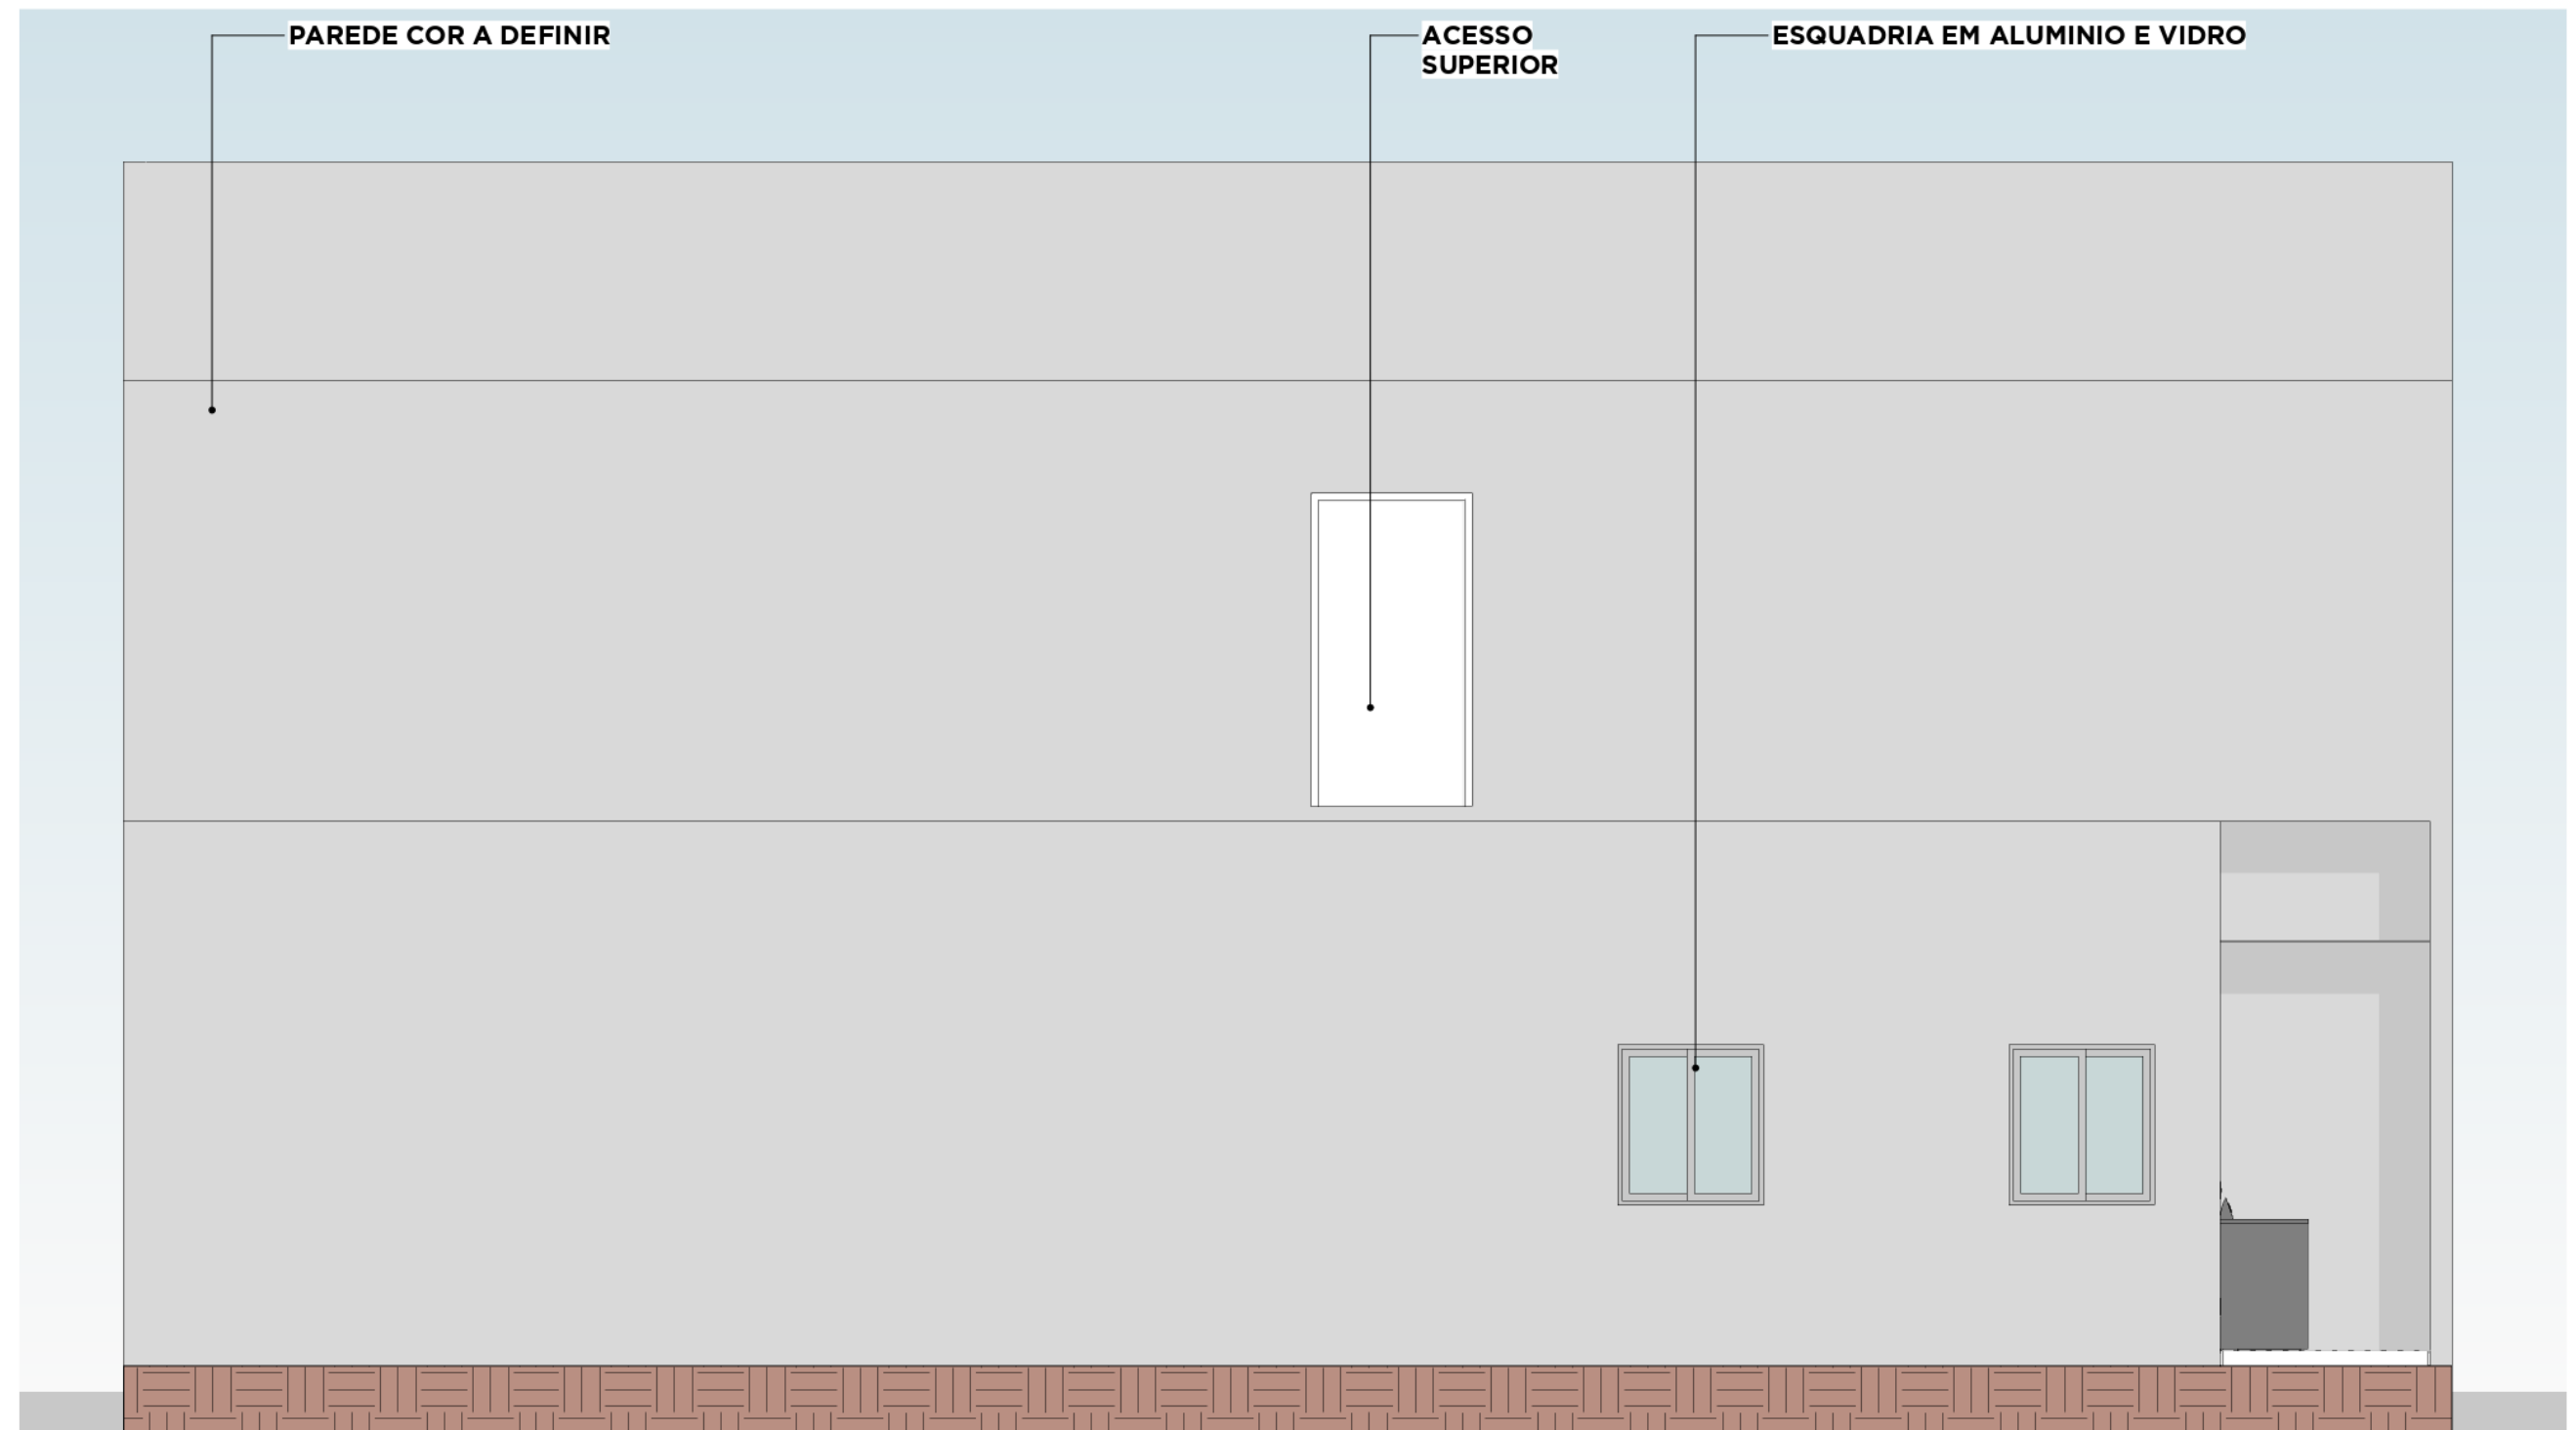 PAREDE COR A DEFINIR
ACESSO
SUPERIOR
ESQUADRIA EM ALUMINIO E VIDRO